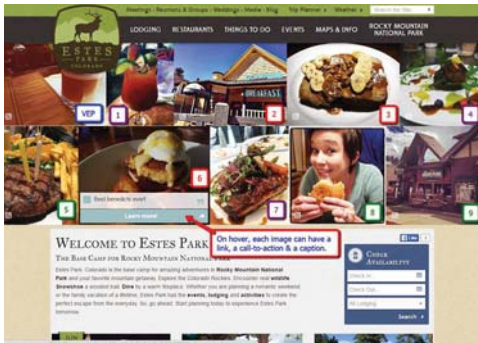 Meetings · Reunions & Groups · Weddings · Media · Blog Trip Planner Weather
LODGING RESTAURANTS THINGS TO DO EVENTS MAPS & INFO ROCKY MOUNTAIN
NATIONAL PARK
ESTES
PARK
COLORADO
BREAKFAST
VEP 1 2 3 4
Best benedicts ever!!
Learn more!
5 6 7 8 9
On hover, each image can have a
link, a call-to-action & a caption.
WELCOME TO ESTES PARK
THE BASE CAMP FOR ROCKY MOUNTAIN NATIONAL
Estes Park, Colorado is the base camp for amazing adventures in Rocky Mountain National
Park and your favorite mountain getaway. Explore the Colorado Rockies. Encounter real wildlife
Snowshoe a wooded trail. Dine by a warm fireplace. Whether you are planning a romantic weekend
or the family vacation of a lifetime, Estes Park has the events, lodging and activities to create the
perfect escape from the everyday. So, go ahead. Start planning today to experience Estes Park
tomorrow.
Like
CHECK
AVAILABILITY
Check In...
Check Out...
All Lodging
Search